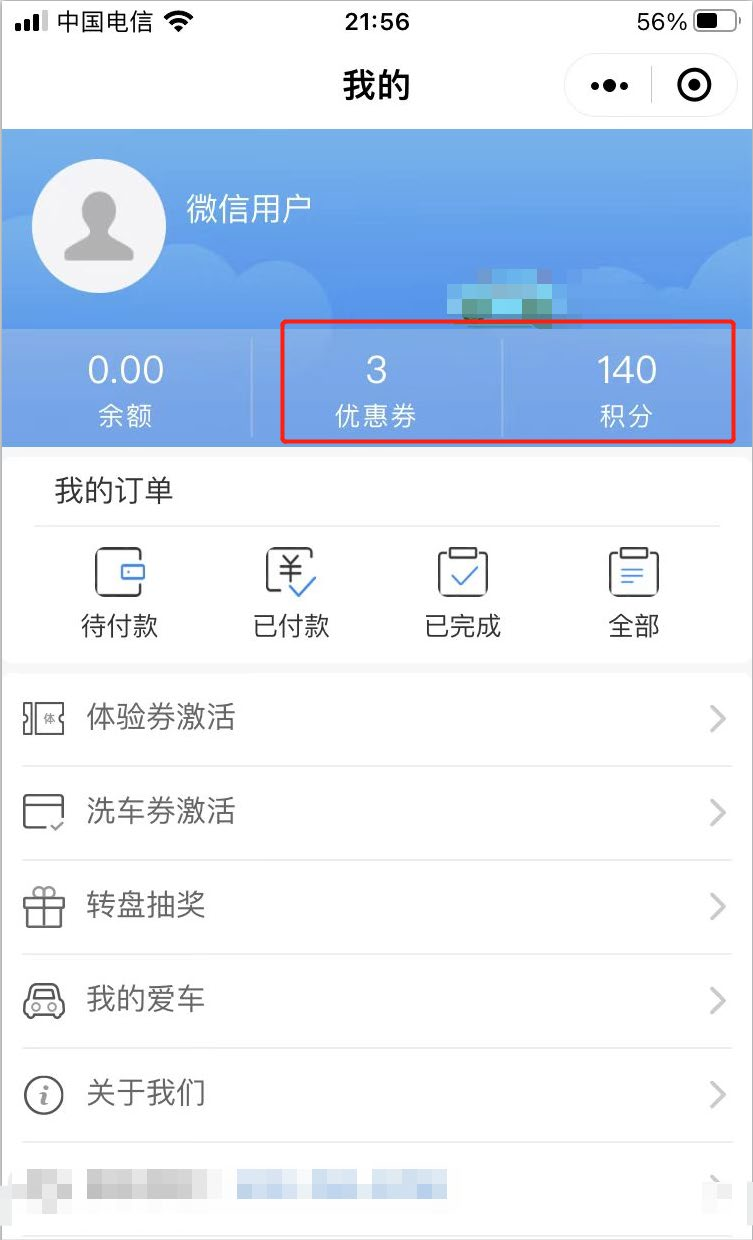 中国电信 21:56 56%
我的
微信用户
0.00 3 140
余额 优惠券 积分
我的订单
待付款 已付款 已完成 全部
体 体验券激活
洗车券激活
转盘抽奖
我的爱车
i 关于我们